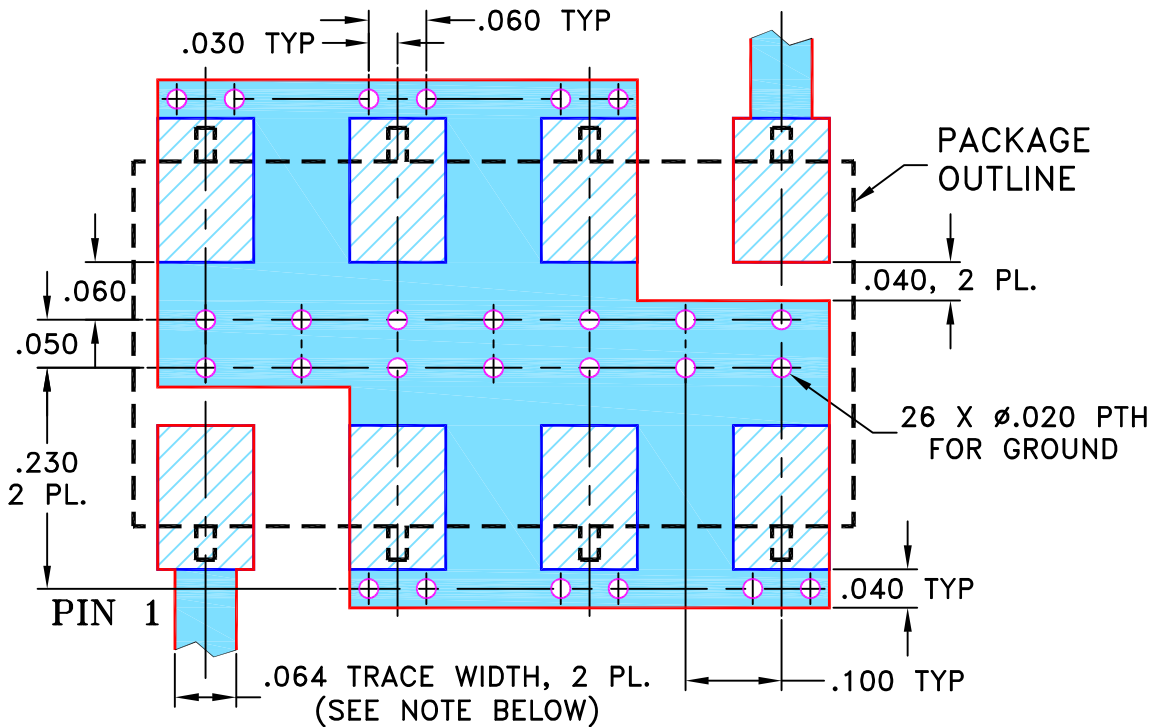 .060 TYP
.030 TYP
PACKAGE
OUTLINE
.060
.040, 2 PL.
.050
26 X ø.020 PTH
FOR GROUND
.230
2 PL.
.040 TYP
PIN 1
.064 TRACE WIDTH, 2 PL.
(SEE NOTE BELOW)
.100 TYP